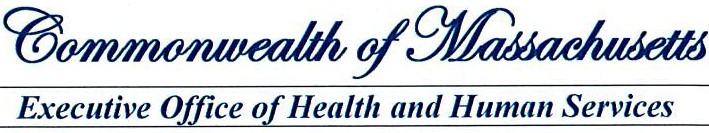 Commonwealth of Massachusetts
Executive Office of Health and Human Services